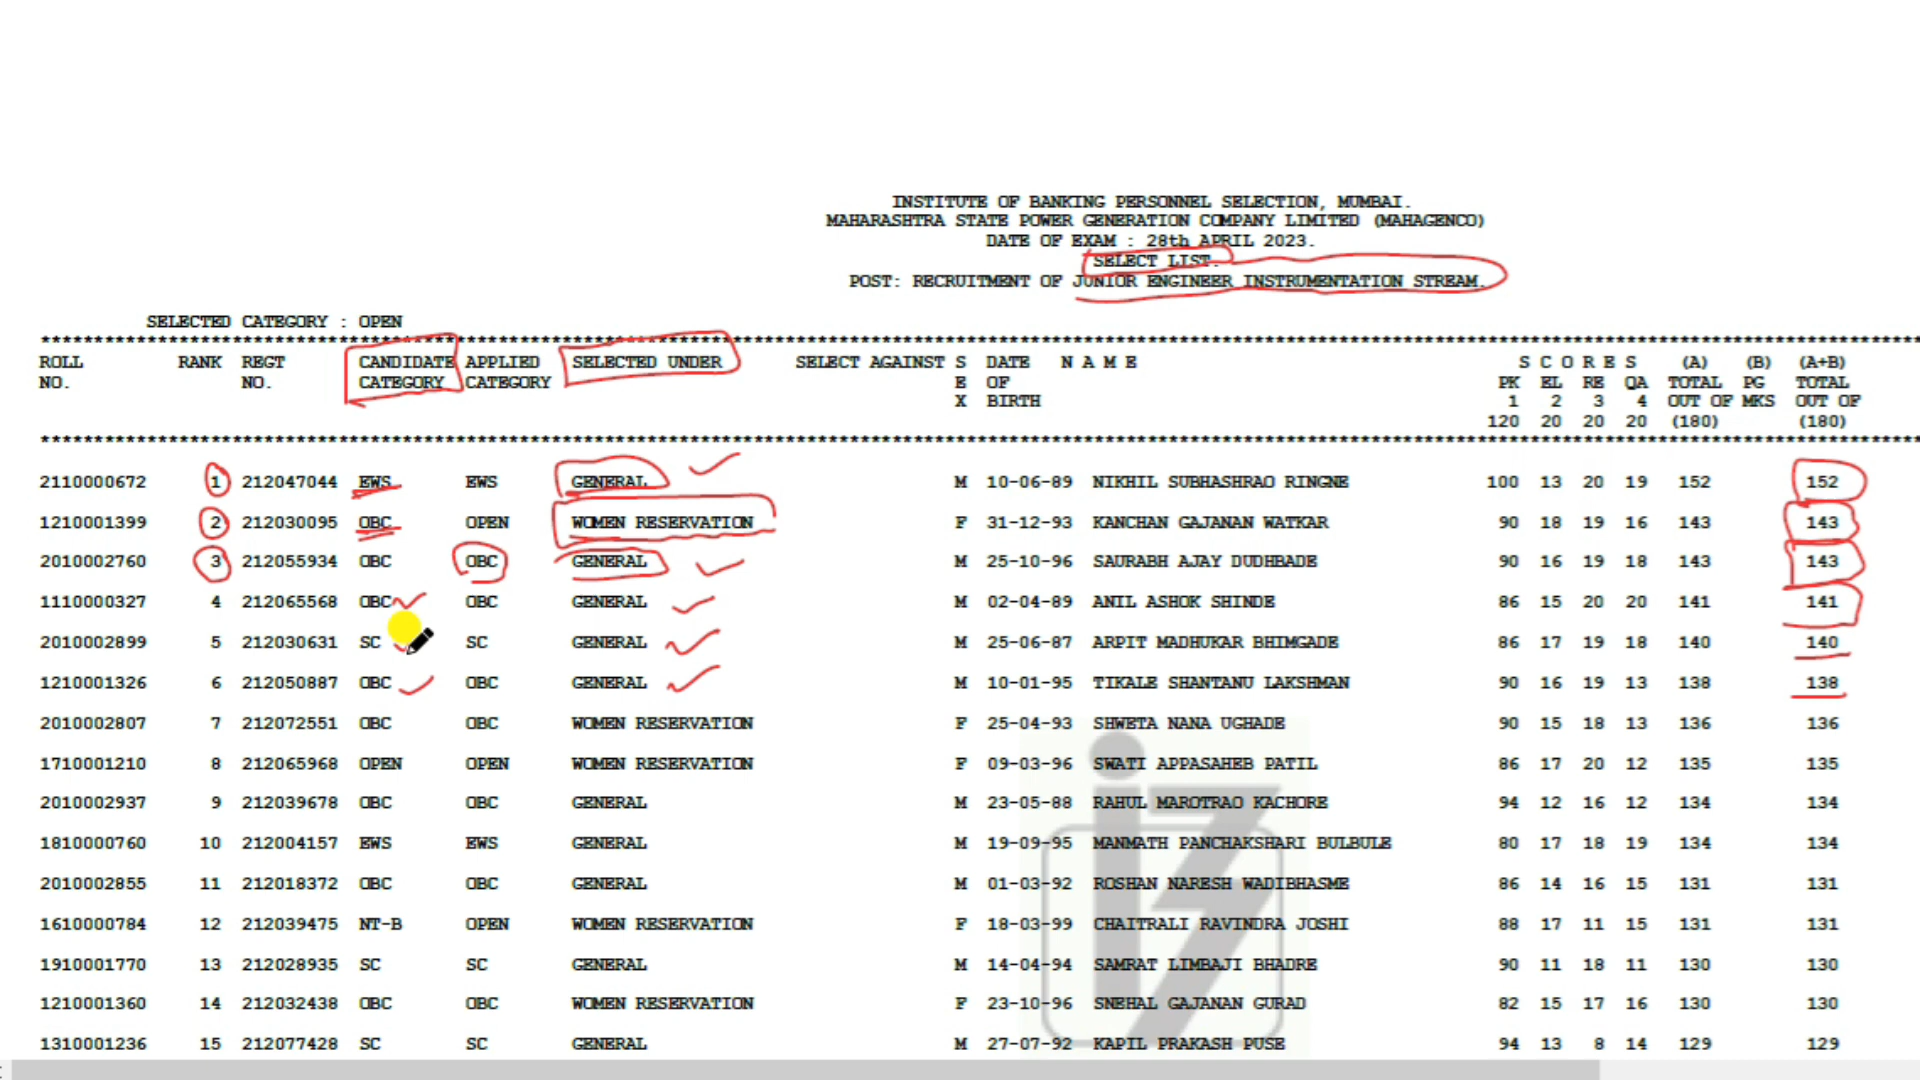 INSTITUTE OF BANKING PERSONNEL SELECTION, MUMBAI.
MAHARASHTRA STATE POWER GENERATION COMPANY LIMITED (MAHAGENCO)
DATE OF EXAM : 28th APRIL 2023.
SELECT LIST.
POST: RECRUITMENT OF JUNIOR ENGINEER INSTRUMENTATION STREAM.
SELECTED CATEGORY : OPEN
ROLL RANK REGT CANDIDATE APPLIED SELECTED UNDER SELECT AGAINST S DATE N A M E S C O R E S (A) (B) (A+B)
NO. NO. CATEGORY CATEGORY E OF PK EL RE QA TOTAL PG TOTAL
X BIRTH 1 2 3 4 OUT OF MKS OUT OF
120 20 20 20 (180) (180)
2110000672 1 212047044 EWS EWS GENERAL M 10-06-89 NIKHIL SUBHASHRAO RINGNE 100 13 20 19 152 152
1210001399 2 212030095 OBC OPEN WOMEN RESERVATION F 31-12-93 KANCHAN GAJANAN WATKAR 90 18 19 16 143 143
2010002760 3 212055934 OBC OBC GENERAL M 25-10-96 SAURABH AJAY DUDHBADE 90 16 19 18 143 143
1110000327 4 212065568 OBC OBC GENERAL M 02-04-89 ANIL ASHOK SHINDE 86 15 20 20 141 141
2010002899 5 212030631 SC SC GENERAL M 25-06-87 ARPIT MADHUKAR BHIMGADE 86 17 19 18 140 140
1210001326 6 212050887 OBC OBC GENERAL M 10-01-95 TIKALE SHANTANU LAKSHMAN 90 16 19 13 138 138
2010002807 7 212072551 OBC OBC WOMEN RESERVATION F 25-04-93 SHWETA NANA UGHADE 90 15 18 13 136 136
1710001210 8 212065968 OPEN OPEN WOMEN RESERVATION F 09-03-96 SWATI APPASAHEB PATIL 86 17 20 12 135 135
2010002937 9 212039678 OBC OBC GENERAL M 23-05-88 RAHUL MAROTRAO KACHORE 94 12 16 12 134 134
1810000760 10 212004157 EWS EWS GENERAL M 19-09-95 MANMATH PANCHAKSHARI BULBULE 80 17 18 19 134 134
2010002855 11 212018372 OBC OBC GENERAL M 01-03-92 ROSHAN NARESH WADIBHASME 86 14 16 15 131 131
1610000784 12 212039475 NT-B OPEN WOMEN RESERVATION F 18-03-99 CHAITRALI RAVINDRA JOSHI 88 17 11 15 131 131
1910001770 13 212028935 SC SC GENERAL M 14-04-94 SAMRAT LIMBAJI BHADRE 90 11 18 11 130 130
1210001360 14 212032438 OBC OBC WOMEN RESERVATION F 23-10-96 SNEHAL GAJANAN GURAD 82 15 17 16 130 130
1310001236 15 212077428 SC SC GENERAL M 27-07-92 KAPIL PRAKASH PUSE 94 13 8 14 129 129